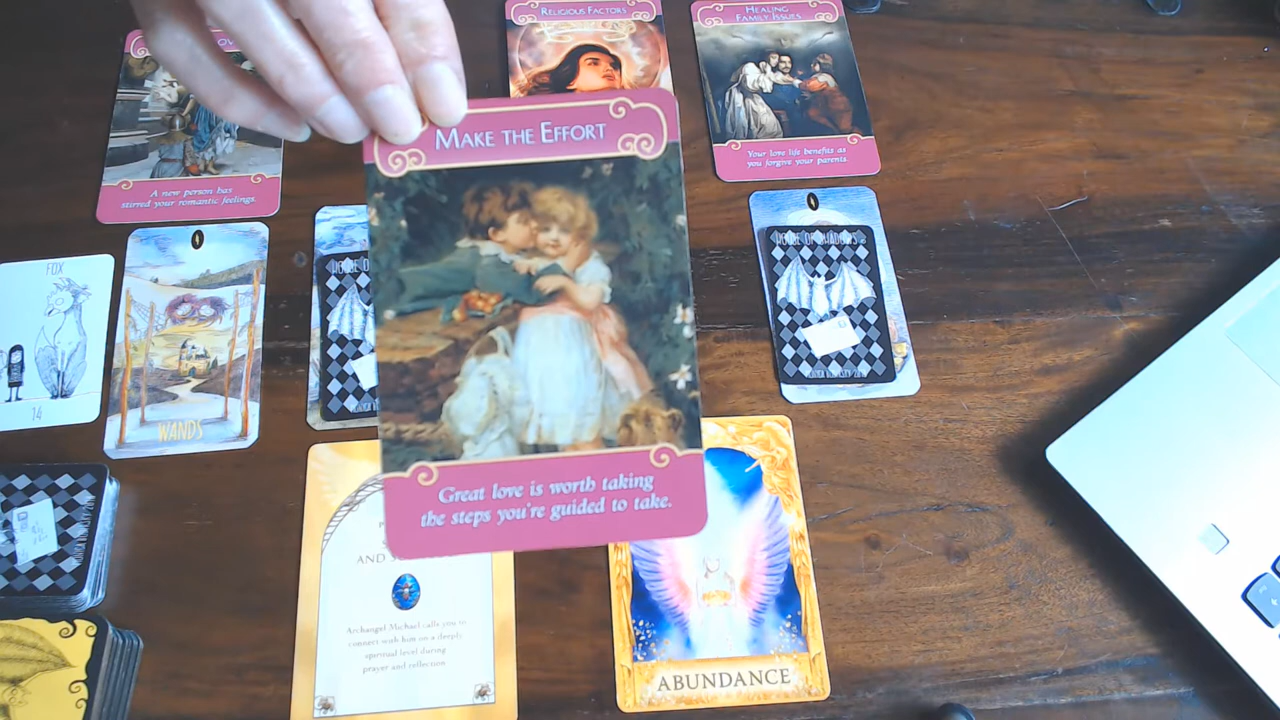 RELIGIOUS FACTORS
HEALING
FAMILY ISSUES
Your love life benefits as
you forgive your parents.
A new person has
stirred your romantic feelings.
MAKE THE EFFORT
Great love is worth taking
the steps you're guided to take.
FOX
14
WANDS
HOUSE OF SHADOWS
AND
Archangel Michael calls you to
connect with him on a deeply
spiritual level during
prayer and reflection
ABUNDANCE